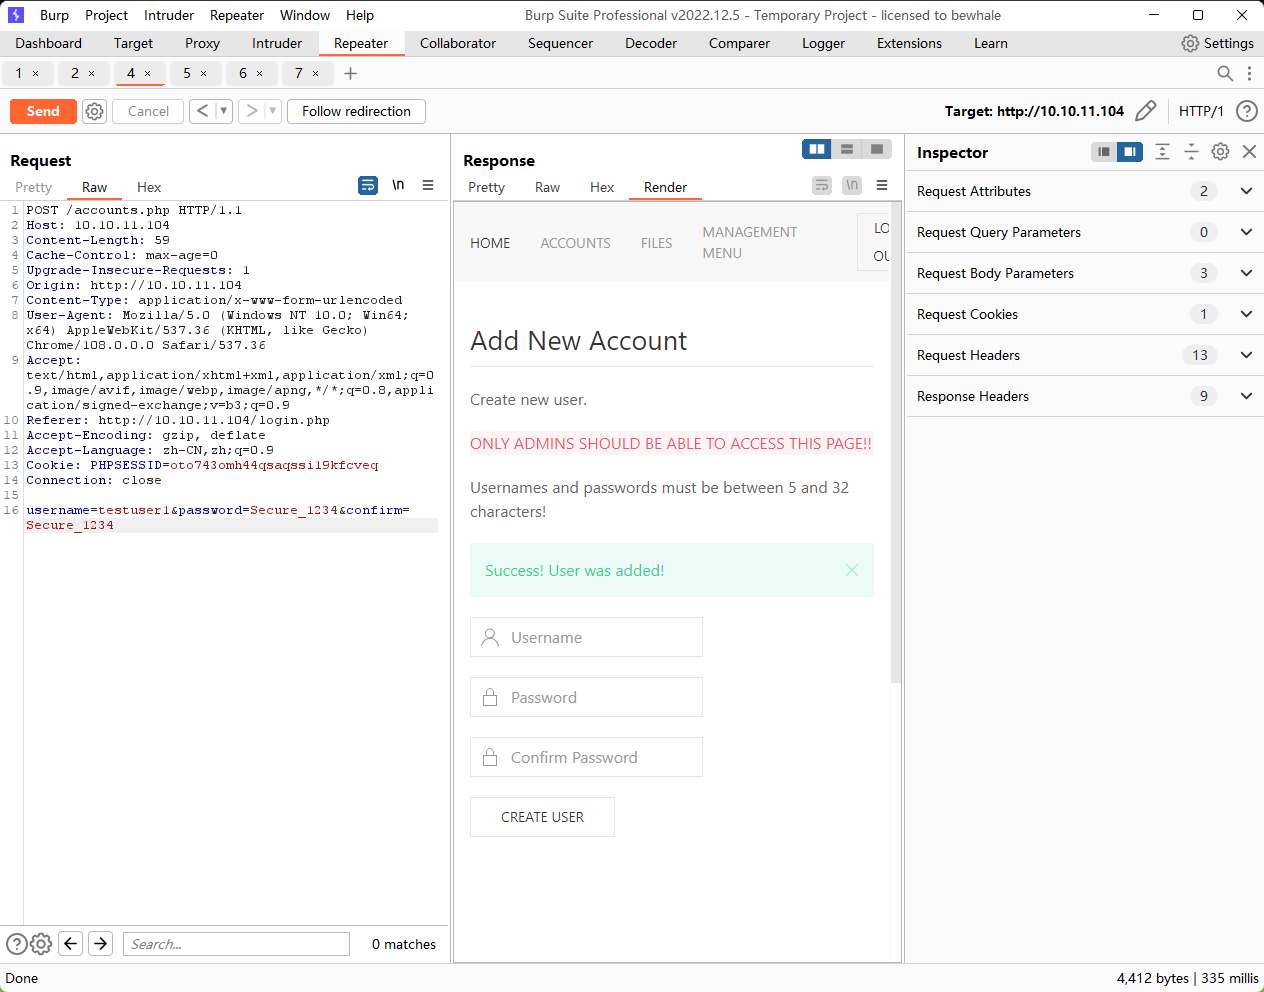 Burp Project Intruder Repeater Window Help
Burp Suite Professional v2022.12.5 - Temporary Project - licensed to bewhale
Dashboard Target Proxy Intruder Repeater Collaborator Sequencer Decoder Comparer Logger Extensions Learn Settings
1 × 2 × 4 × 5 × 6 × 7 × +
Send Cancel < > Follow redirection Target: http://10.10.11.104 HTTP/1
Request
Pretty Raw Hex \n
1 POST /accounts.php HTTP/1.1
2 Host: 10.10.11.104
3 Content-Length: 59
4 Cache-Control: max-age=0
5 Upgrade-Insecure-Requests: 1
6 Origin: http://10.10.11.104
7 Content-Type: application/x-www-form-urlencoded
8 User-Agent: Mozilla/5.0 (Windows NT 10.0; Win64;
x64) AppleWebKit/537.36 (KHTML, like Gecko)
Chrome/108.0.0.0 Safari/537.36
9 Accept:
text/html,application/xhtml+xml,application/xml;q=0
.9,image/avif,image/webp,image/apng,*/*;q=0.8,appli
cation/signed-exchange;v=b3;q=0.9
10 Referer: http://10.10.11.104/login.php
11 Accept-Encoding: gzip, deflate
12 Accept-Language: zh-CN,zh;q=0.9
13 Cookie: PHPSESSID=oto743omh44qsaqssi19kfcveq
14 Connection: close
15
16 username=testuser1&password=Secure_1234&confirm=
Secure_1234
Search...
0 matches
Response
Pretty Raw Hex Render \n
HOME ACCOUNTS FILES MANAGEMENT
MENU
LO
OU
Add New Account
Create new user.
ONLY ADMINS SHOULD BE ABLE TO ACCESS THIS PAGE!!
Usernames and passwords must be between 5 and 32
characters!
Success! User was added!
Username
Password
Confirm Password
CREATE USER
Inspector
Request Attributes 2
Request Query Parameters 0
Request Body Parameters 3
Request Cookies 1
Request Headers 13
Response Headers 9
Done
4,412 bytes | 335 millis